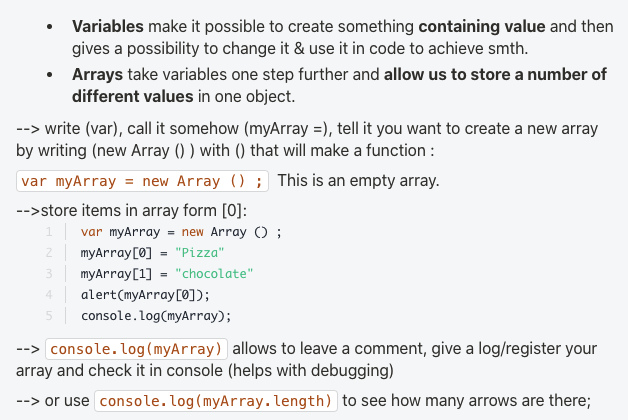 • Variables make it possible to create something containing value and then
gives a possibility to change it & use it in code to achieve smth.
• Arrays take variables one step further and allow us to store a number of
different values in one object.
--> write (var), call it somehow (myArray =), tell it you want to create a new array
by writing (new Array () ) with () that will make a function :
var myArray = new Array () ; This is an empty array.
-->store items in array form [0]:
1 var myArray = new Array () ;
2 myArray[0] = "Pizza"
3 myArray[1] = "chocolate"
4 alert(myArray[0]);
5 console.log(myArray);
--> console.log(myArray) allows to leave a comment, give a log/register your
array and check it in console (helps with debugging)
--> or use console.log(myArray.length) to see how many arrows are there;